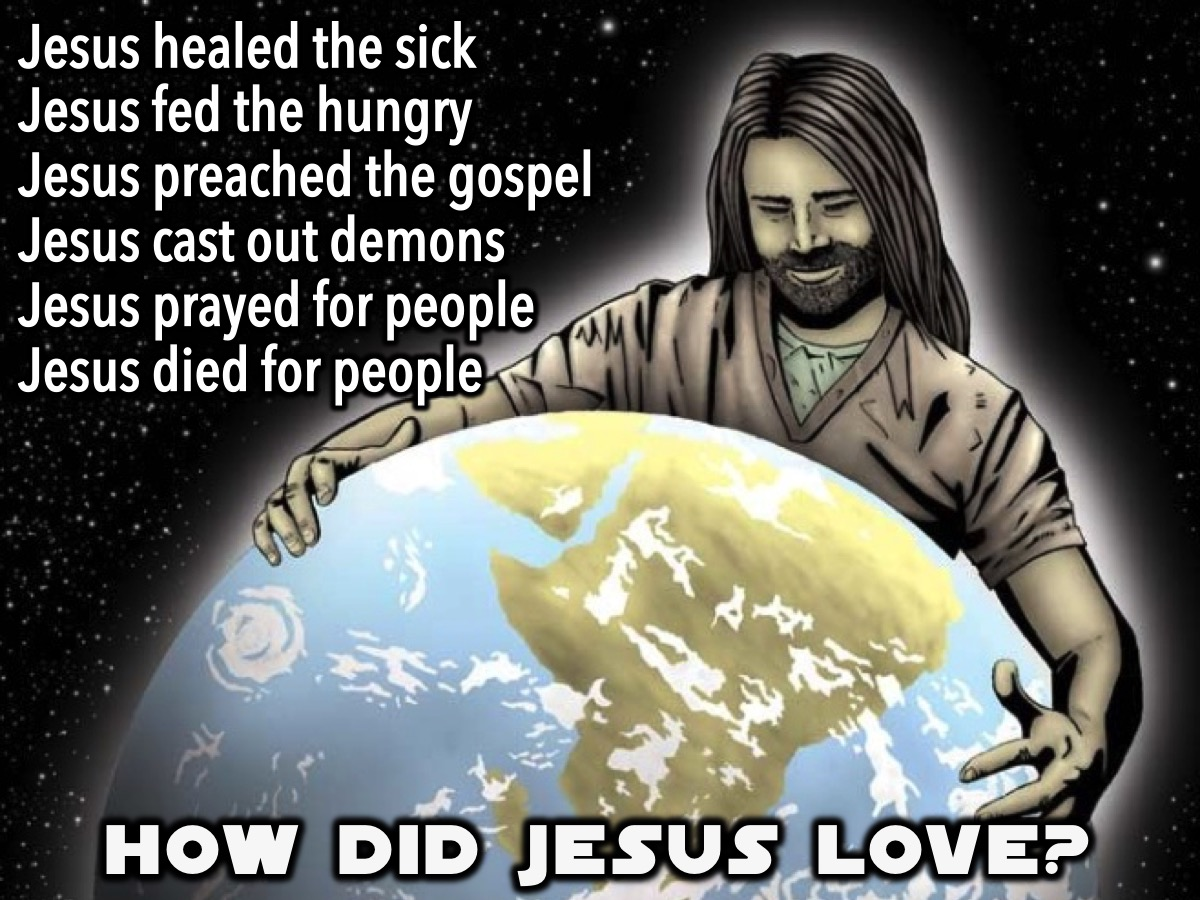 Jesus healed the sick
Jesus fed the hungry
Jesus preached the gospel
Jesus cast out demons
Jesus prayed for people
Jesus died for people
HOW DID JESUS LOVE?